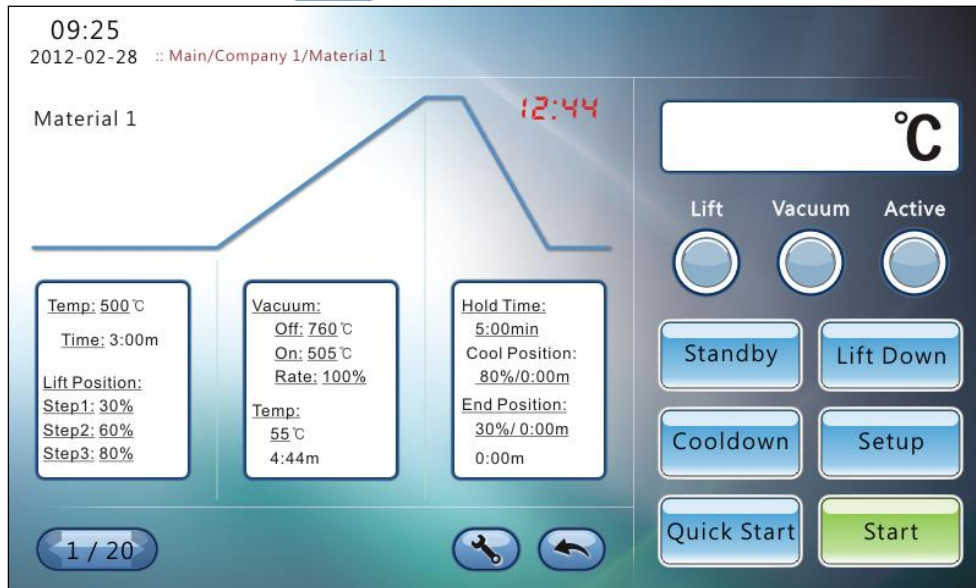 09:25
2012-02-28 :: Main/Company 1/Material 1
Material 1
12:44
℃
Lift Vacuum Active
Temp: 500℃
Time: 3:00m
Lift Position:
Step1: 30%
Step2: 60%
Step3: 80%
Vacuum:
Off: 760℃
On: 505℃
Rate: 100%
Temp:
55℃
4:44m
Hold Time:
5:00min
Cool Position:
80%/0:00m
End Position:
30%/ 0:00m
0:00m
Standby
Lift Down
Cooldown
Setup
Quick Start
Start
1 / 20